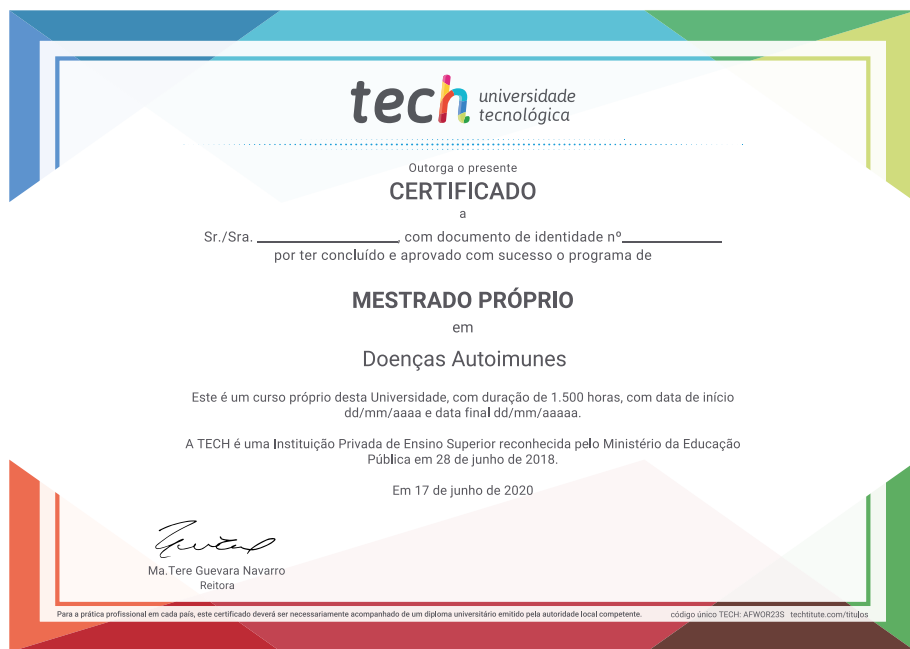 tech universidade
tecnológica
Outorga o presente
CERTIFICADO
a
Sr./Sra. , com documento de identidade nº
por ter concluído e aprovado com sucesso o programa de
MESTRADO PRÓPRIO
em
Doenças Autoimunes
Este é um curso próprio desta Universidade, com duração de 1.500 horas, com data de início
dd/mm/aaaa e data final dd/mm/aaaaa.
A TECH é uma Instituição Privada de Ensino Superior reconhecida pelo Ministério da Educação
Pública em 28 de junho de 2018.
Em 17 de junho de 2020
Ma.Tere Guevara Navarro
Reitora
Para a prática profissional em cada país, este certificado deverá ser necessariamente acompanhado de um diploma universitário emitido pela autoridade local competente. código único TECH: AFWOR23S techtitute.com/titulos